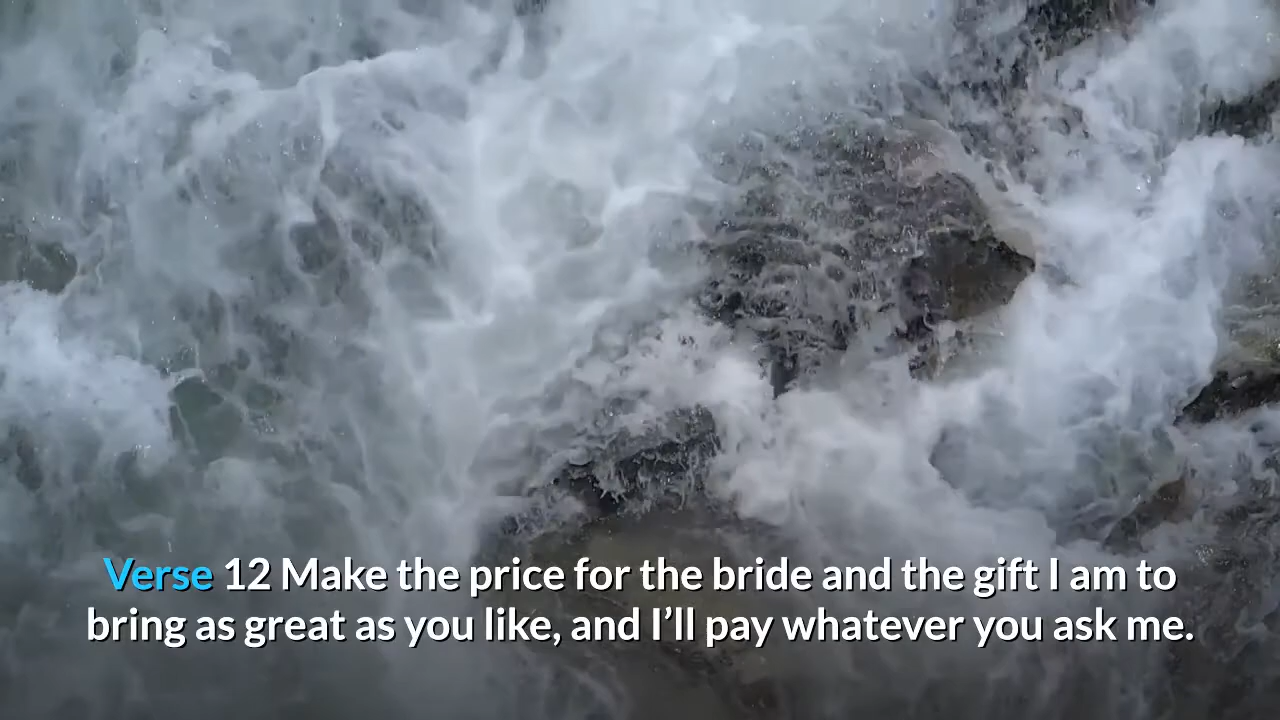 Verse 12 Make the price for the bride and the gift I am to
bring as great as you like, and I’ll pay whatever you ask me.